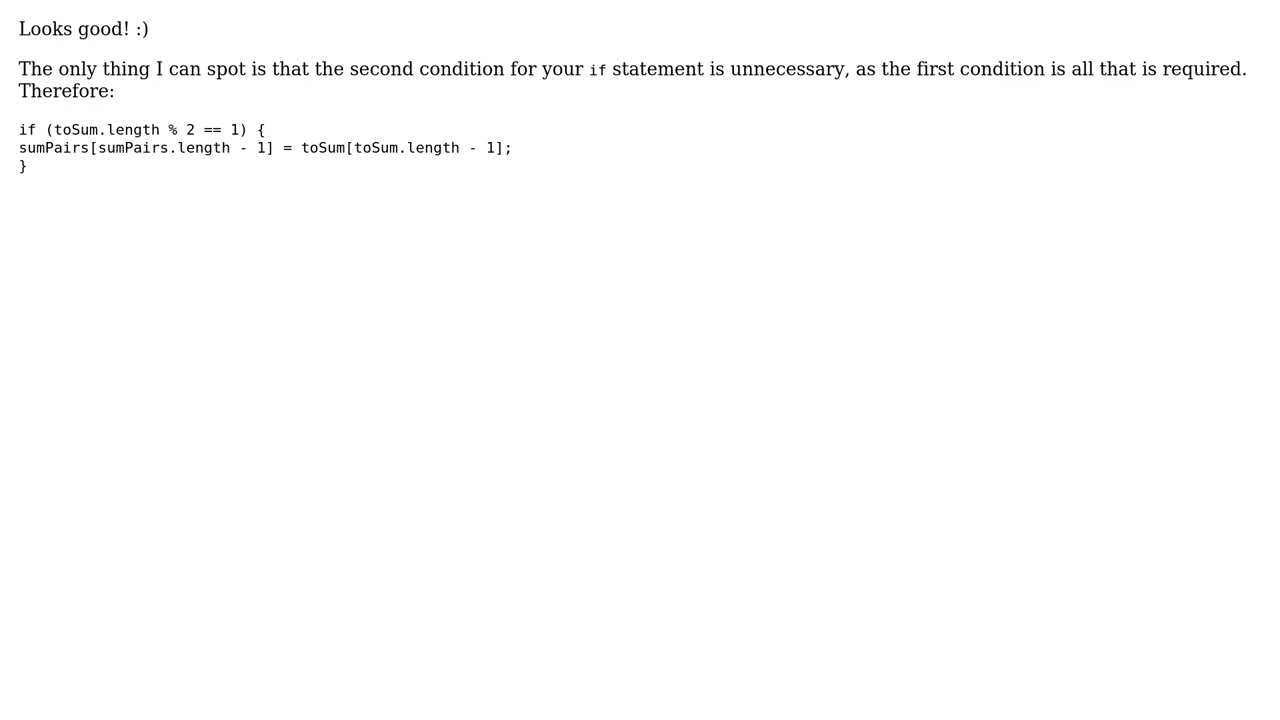 Looks good! :)
The only thing I can spot is that the second condition for your if statement is unnecessary, as the first condition is all that is required.
Therefore:
if (toSum.length % 2 == 1) {
sumPairs[sumPairs.length - 1] = toSum[toSum.length - 1];
}